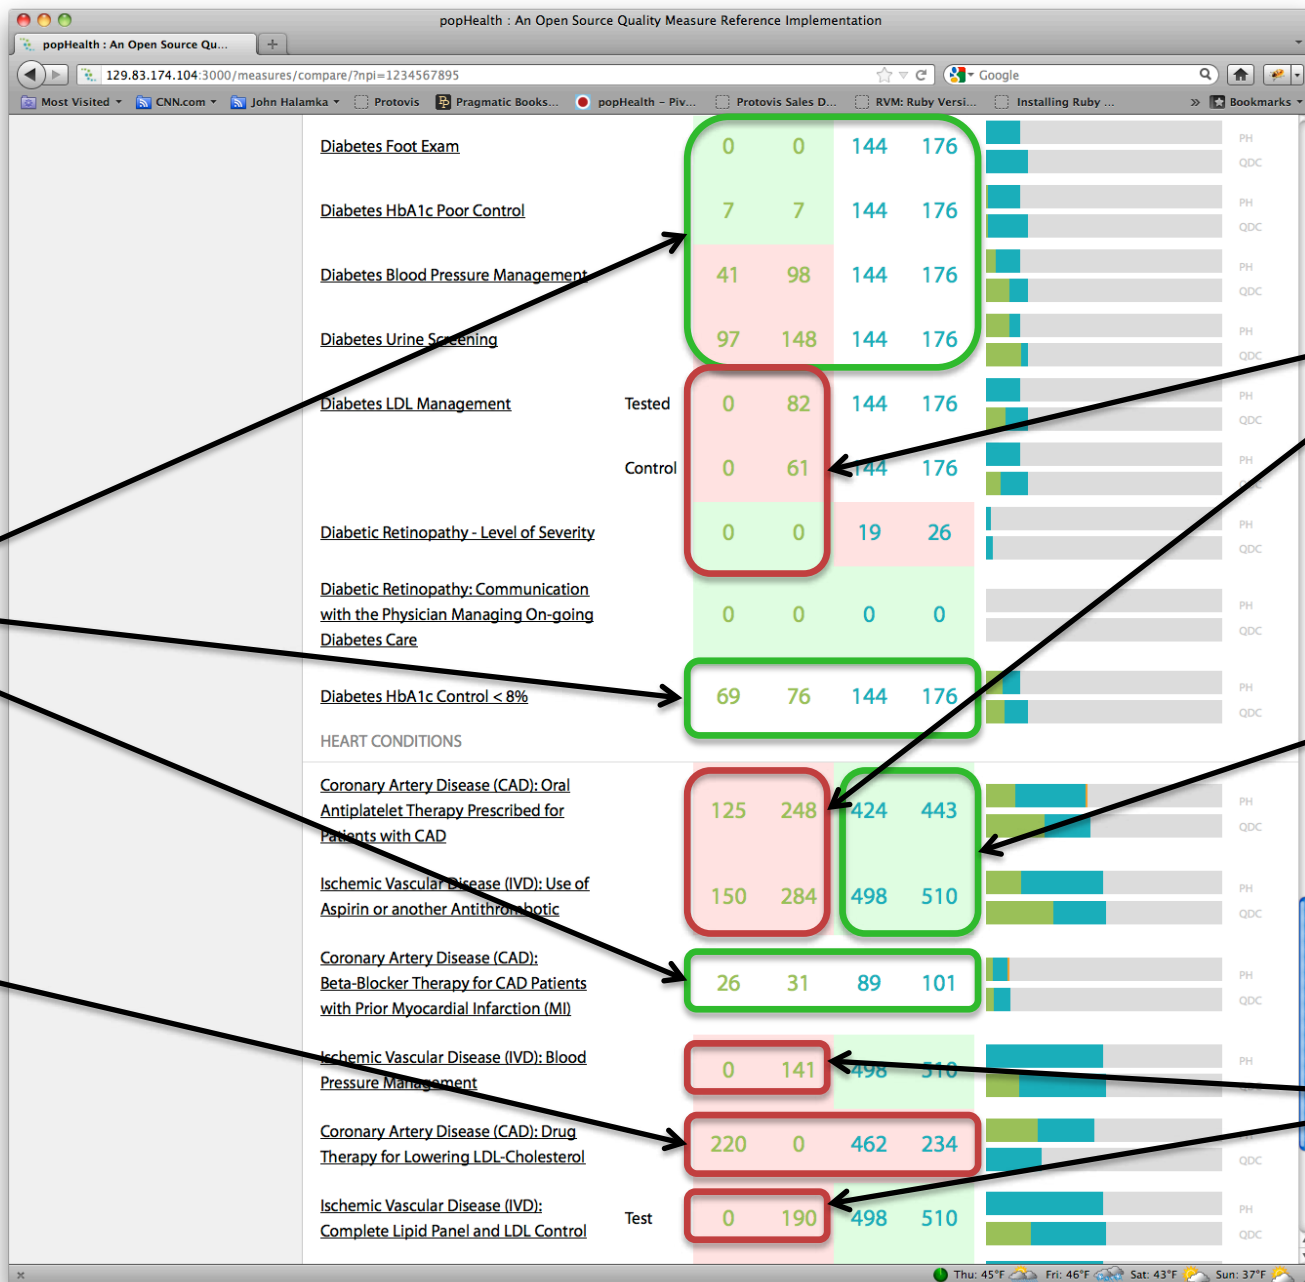 popHealth : An Open Source Quality Measure Reference Implementation
popHealth : An Open Source Qu...
129.83.174.104:3000/measures/compare/?npi=1234567895
Google
Most Visited CNN.com John Halamka Protovis Pragmatic Books... popHealth – Piv... Protovis Sales D... RVM: Ruby Versi... Installing Ruby ... » Bookmarks
Diabetes Foot Exam 0 0 144 176 PH
QDC
Diabetes HbA1c Poor Control 7 7 144 176 PH
QDC
Diabetes Blood Pressure Management 41 98 144 176 PH
QDC
Diabetes Urine Screening 97 148 144 176 PH
QDC
Diabetes LDL Management Tested 0 82 144 176 PH
QDC
Control 0 61 144 176 PH
QDC
Diabetic Retinopathy - Level of Severity 0 0 19 26 PH
QDC
Diabetic Retinopathy: Communication
with the Physician Managing On-going 0 0 0 0 PH
Diabetes Care QDC
Diabetes HbA1c Control < 8% 69 76 144 176 PH
QDC
HEART CONDITIONS
Coronary Artery Disease (CAD): Oral
Antiplatelet Therapy Prescribed for 125 248 424 443 PH
Patients with CAD QDC
Ischemic Vascular Disease (IVD): Use of 150 284 498 510 PH
Aspirin or another Antithrombotic QDC
Coronary Artery Disease (CAD):
Beta-Blocker Therapy for CAD Patients 26 31 89 101 PH
with Prior Myocardial Infarction (MI) QDC
Ischemic Vascular Disease (IVD): Blood 0 141 498 510 PH
Pressure Management
Coronary Artery Disease (CAD): Drug 220 0 462 234 PH
Therapy for Lowering LDL-Cholesterol QDC
Ischemic Vascular Disease (IVD): Test 0 190 498 510 PH
Complete Lipid Panel and LDL Control QDC
Thu: 45°F Fri: 46°F Sat: 43°F Sun: 37°F